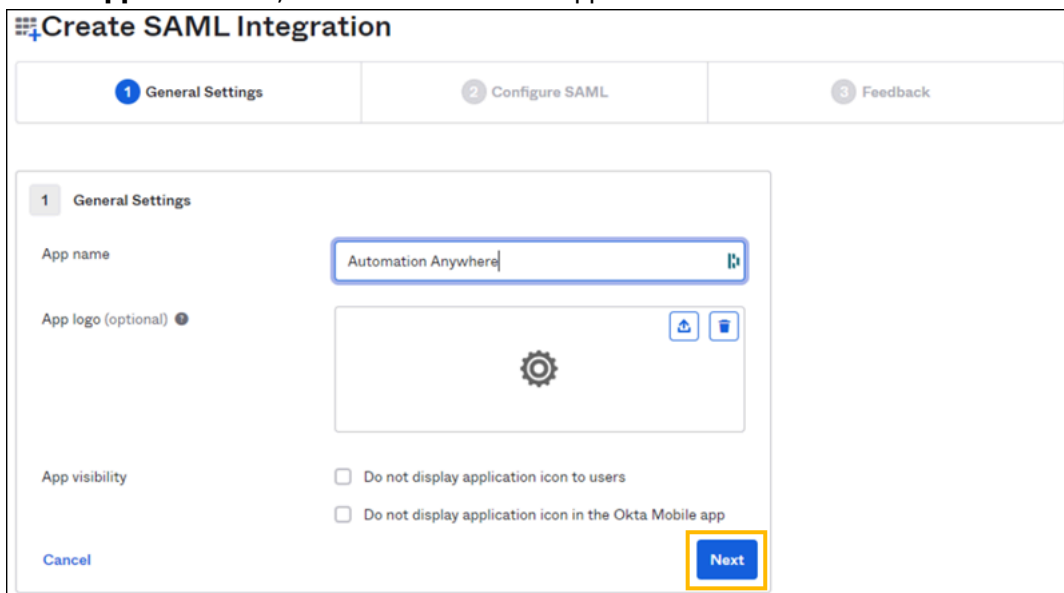 Create SAML Integration
1 General Settings
2 Configure SAML
3 Feedback
1 General Settings
App name
Automation Anywhere
App logo (optional)
App visibility
Do not display application icon to users
Do not display application icon in the Okta Mobile app
Cancel
Next